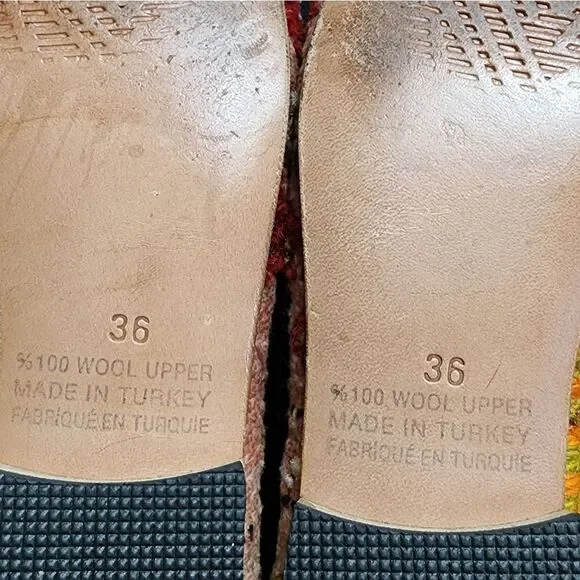 36
%100 WOOL UPPER
MADE IN TURKEY
FABRIQUÉ EN TURQUIE
36
%100 WOOL UPPER
MADE IN TURKEY
FABRIQUÉ EN TURQUIE